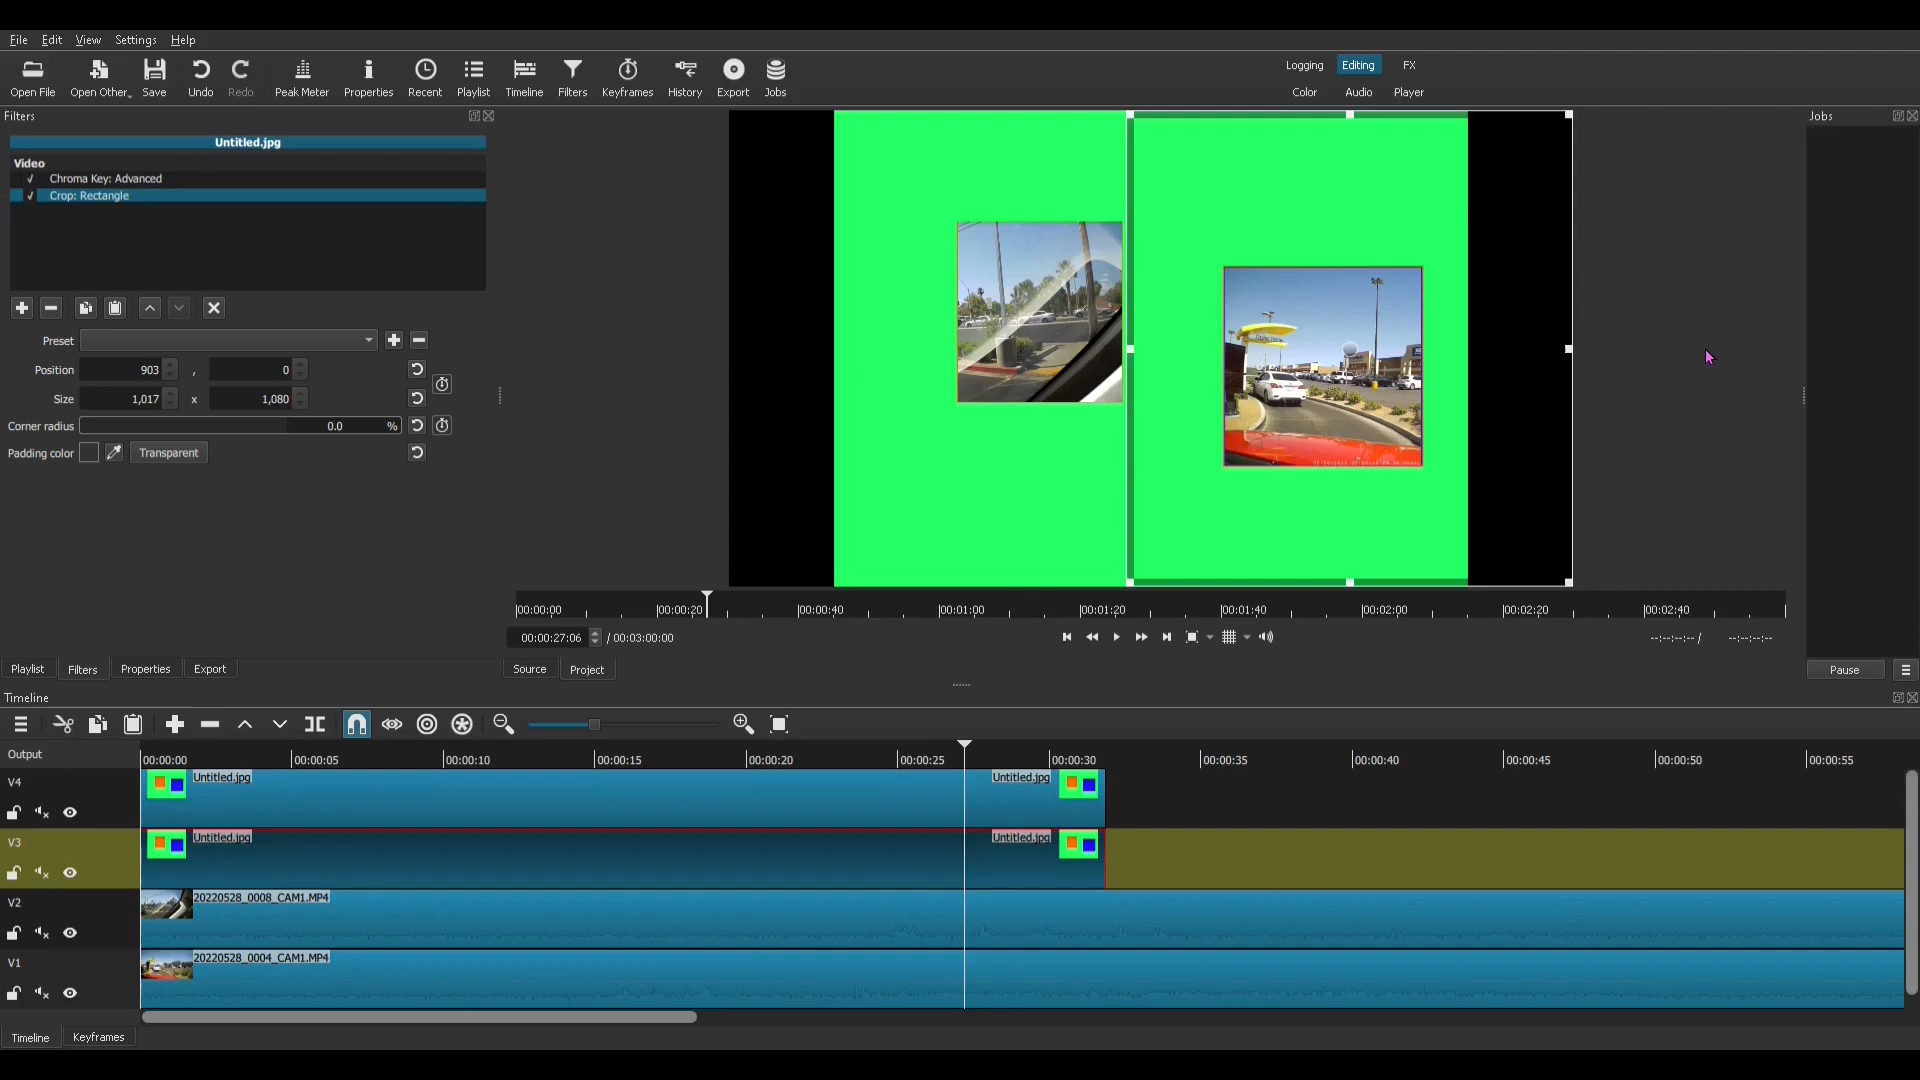 File Edit View Settings Help
Open File Open Other Save Undo Redo Peak Meter Properties Recent Playlist Timeline Filters Keyframes History Export Jobs
Logging Editing FX
Color Audio Player
Filters
Jobs
Untitled.jpg
Video
Chroma Key: Advanced
Crop: Rectangle
Preset
Position 903 , 0
Size 1,017 x 1,080
Corner radius 0.0 %
Padding color Transparent
00:00:00 00:00:20 00:00:40 00:01:00 00:01:20 00:01:40 00:02:00 00:02:20 00:02:40
00:00:27:06 / 00:03:00:00 --:--:--:-- / --:--:--:--
Playlist Filters Properties Export
Source Project
Pause
Timeline
Output
00:00:00 00:00:05 00:00:10 00:00:15 00:00:20 00:00:25 00:00:30 00:00:35 00:00:40 00:00:45 00:00:50 00:00:55
V4 Untitled.jpg Untitled.jpg
V3 Untitled.jpg Untitled.jpg
V2 20220528_0008_CAM1.MP4
V1 20220528_0004_CAM1.MP4
Timeline Keyframes